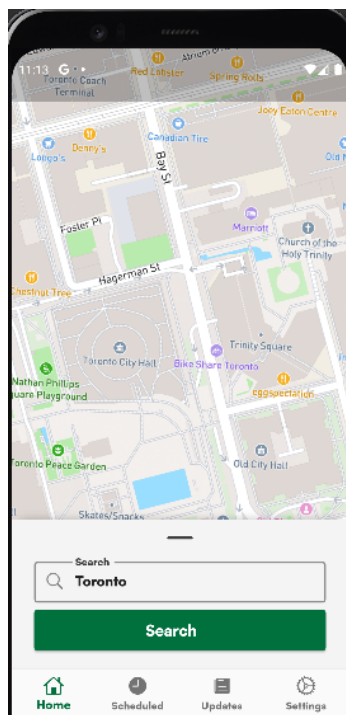 11:13 G
Atrium o
Red Lobster
Spring Rolls
Toronto Coach
Terminal
Joey Eaton Centre
Canadian Tire
Denny's
Longo's
Old
Bay St
Foster Pl
Marriott
Church of the
Holy Trinity
Hagerman St
Chestnut Tree
Trinity Square
Toronto City Hall
Bike Share Toronto
Nathan Phillips
uare Playground
eggspectation
Toronto Peace Garden
Old City Hall
Skates/Snacks
Search
Toronto
Search
Home
Scheduled
Updates
Settings